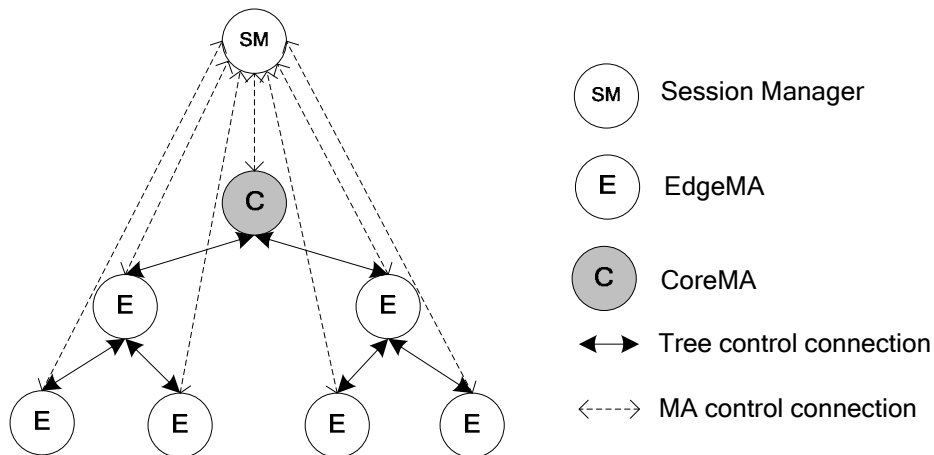 SM
SM Session Manager
C
E EdgeMA
E E
C CoreMA
Tree control connection
E E E E
MA control connection